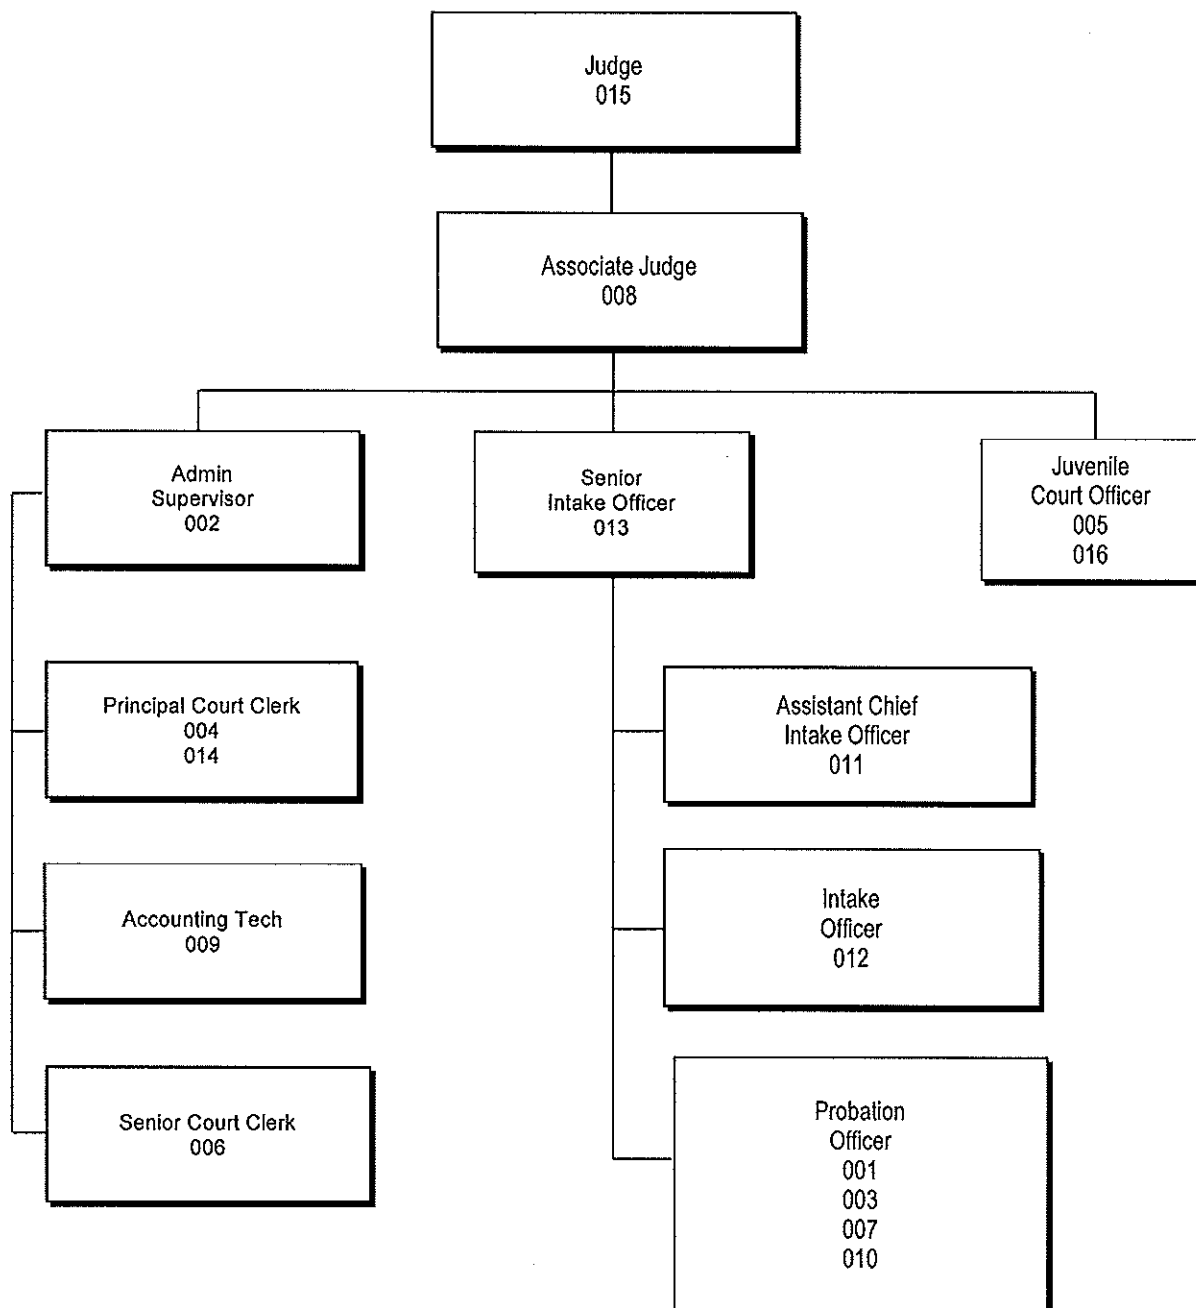 Judge
015
Associate Judge
008
Admin
Supervisor
002
Senior
Intake Officer
013
Juvenile
Court Officer
005
016
Principal Court Clerk
004
014
Assistant Chief
Intake Officer
011
Accounting Tech
009
Intake
Officer
012
Senior Court Clerk
006
Probation
Officer
001
003
007
010